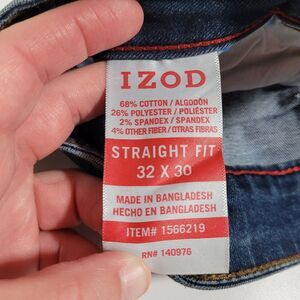 IZOD
68% COTTON / ALGODÓN
26% POLYESTER / POLIÉSTER
2% SPANDEX / SPANDEX
4% OTHER FIBER / OTRAS FIBRAS
STRAIGHT FIT
32 X 30
MADE IN BANGLADESH
HECHO EN BANGLADESH
ITEM# 1566219
RN# 140976